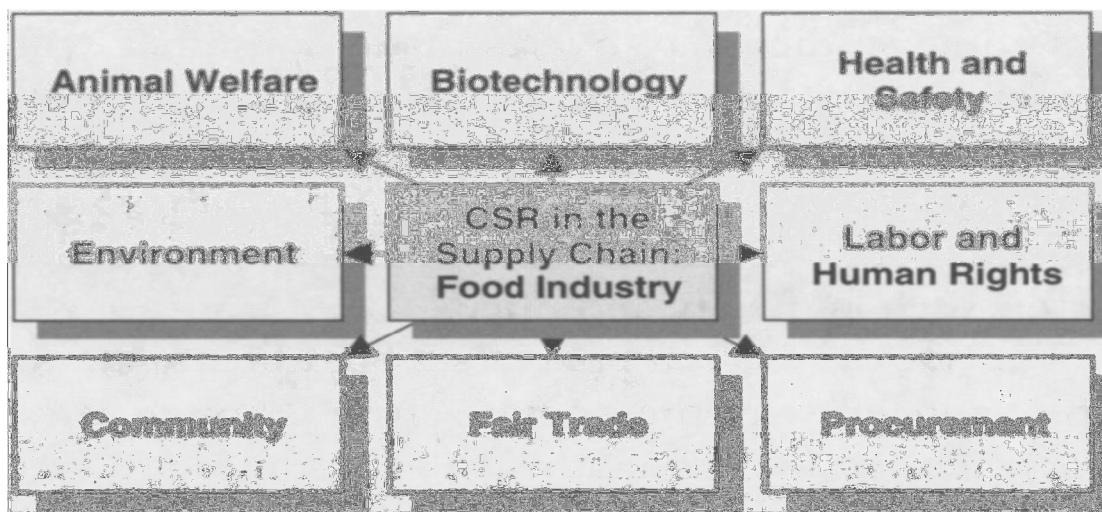 Animal Welfare
Biotechnology
Health and
Safety
Environment
CSR in the
Supply Chain:
Food Industry
Labor and
Human Rights
Community
Fair Trade
Procurement